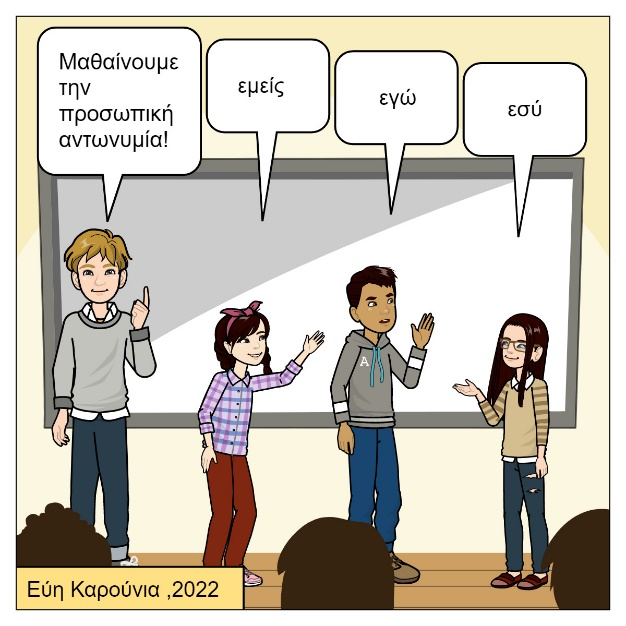 Μαθαίνουμε
την
προσωπική
αντωνυμία!
εμείς
εγώ
εσύ
A
Εύη Καρούνια ,2022